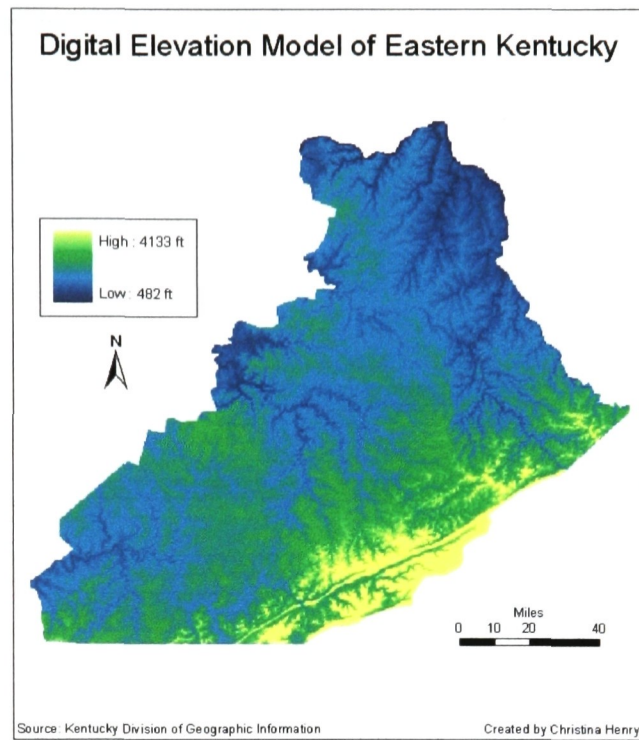 Digital Elevation Model of Eastern Kentucky
High : 4133 ft
Low : 482 ft
N
Miles
0 10 20 40
Source: Kentucky Division of Geographic Information
Created by Christina Henry